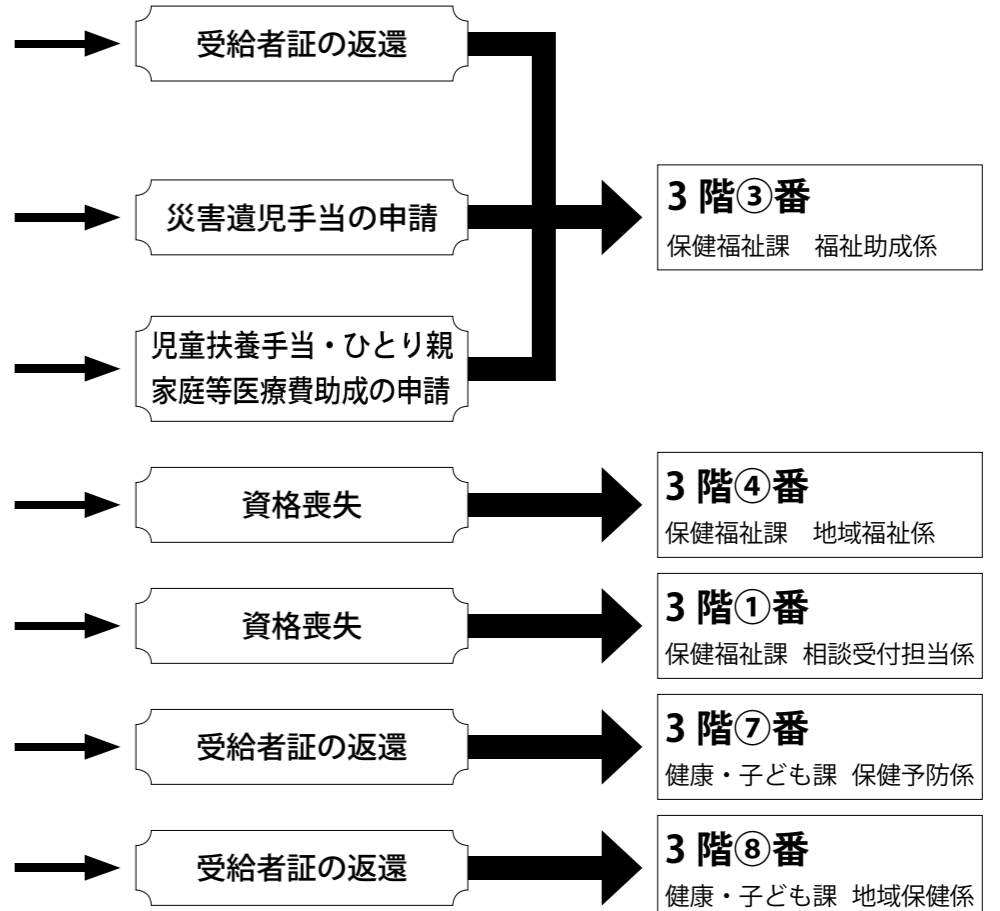 受給者証の返還
災害遺児手当の申請
3 階③番
保健福祉課　福祉助成係
児童扶養手当・ひとり親
家庭等医療費助成の申請
資格喪失
3 階④番
保健福祉課　地域福祉係
資格喪失
3 階①番
保健福祉課 相談受付担当係
受給者証の返還
3 階⑦番
健康・子ども課 保健予防係
受給者証の返還
3 階⑧番
健康・子ども課 地域保健係